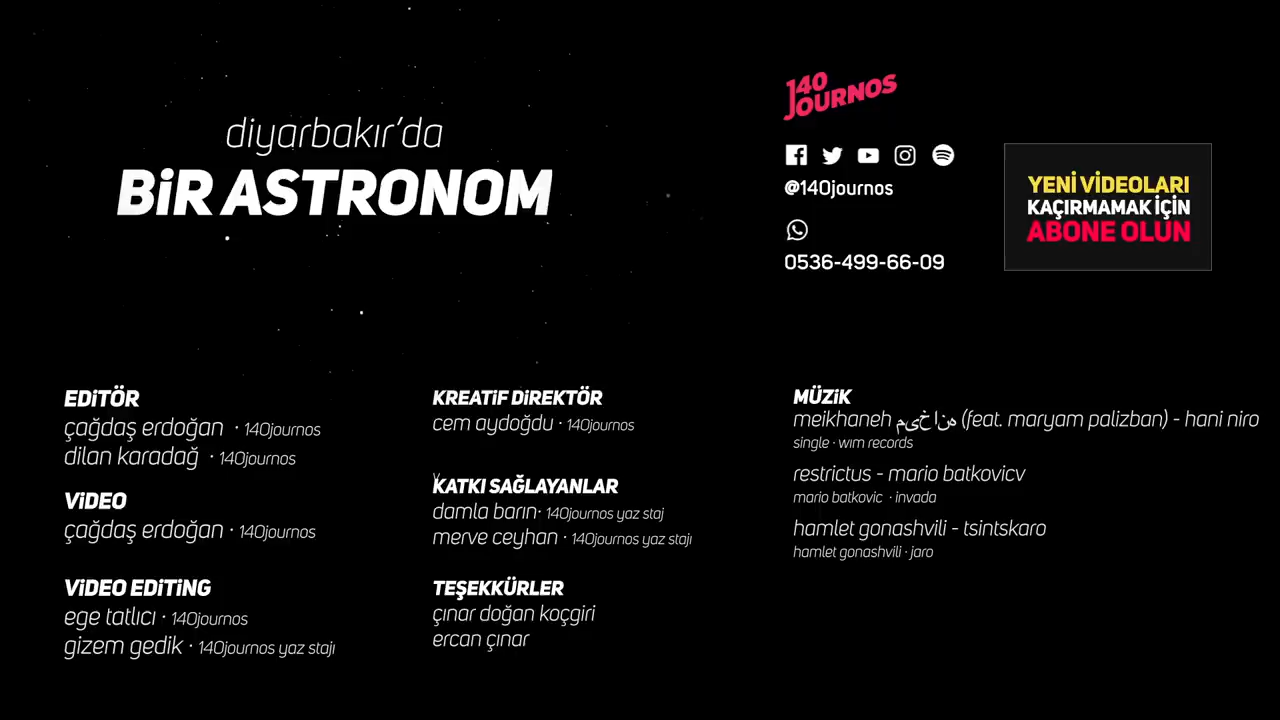 diyarbakır'da
BİR ASTRONOM
140
JOURNOS
@140journos
0536-499-66-09
YENİ VİDEOLARI
KAÇIRMAMAK İÇİN
ABONE OLUN
EDİTÖR
çağdaş erdoğan · 140journos
dilan karadağ · 140journos
VİDEO
çağdaş erdoğan · 140journos
VİDEO EDİTİNG
ege tatlıcı · 140journos
gizem gedik · 140journos yaz stajı
KREATİF DİREKTÖR
cem aydoğdu · 140journos
KATKI SAĞLAYANLAR
damla barın· 140journos yaz staj
merve ceyhan · 140journos yaz stajı
TEŞEKKÜRLER
çınar doğan koçgiri
ercan çınar
MÜZİK
meikhaneh میخانه (feat. maryam palizban) - hani niro
single · wım records
restrictus - mario batkovicv
mario batkovic · invada
hamlet gonashvili - tsintskaro
hamlet gonashvili · jaro